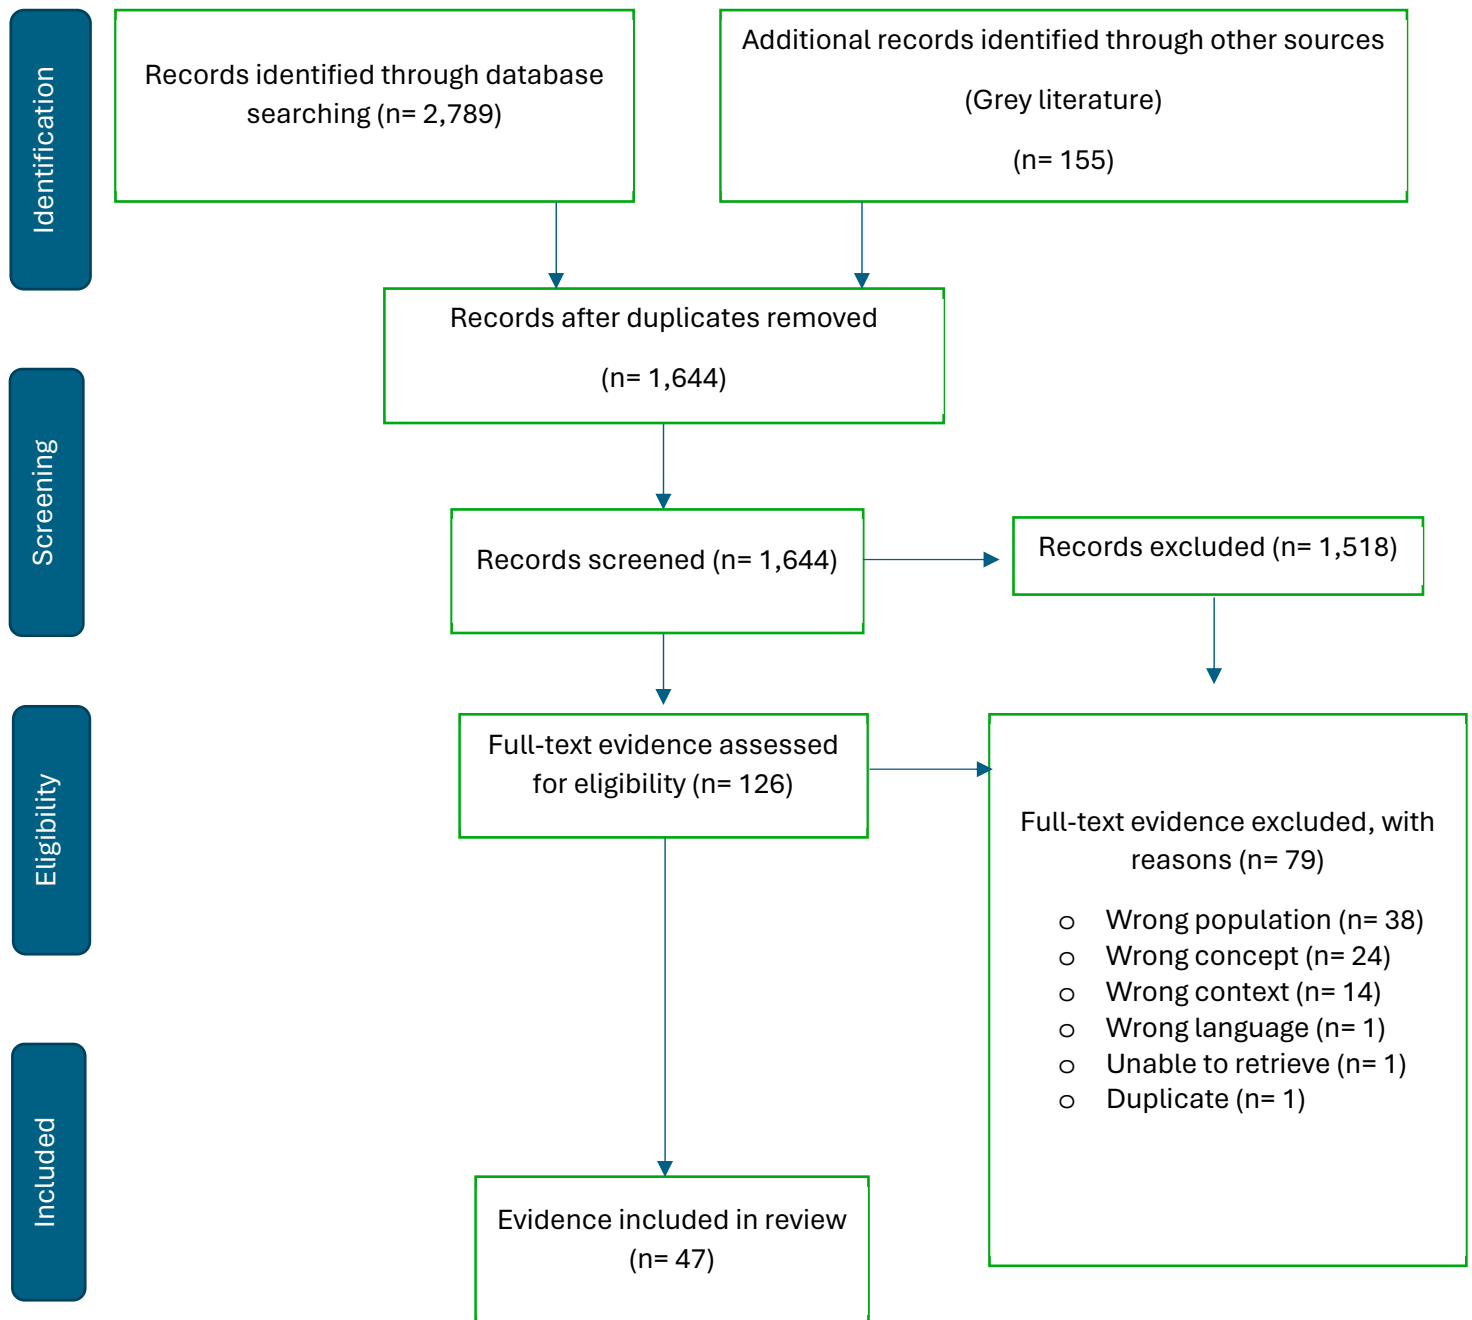 Identification
Records identified through database
searching (n= 2,789)
Additional records identified through other sources
(Grey literature)
(n= 155)
Records after duplicates removed
(n= 1,644)
Screening
Records screened (n= 1,644)
Records excluded (n= 1,518)
Eligibility
Full-text evidence assessed
for eligibility (n= 126)
Full-text evidence excluded, with
reasons (n= 79)
o Wrong population (n= 38)
o Wrong concept (n= 24)
o Wrong context (n= 14)
o Wrong language (n= 1)
o Unable to retrieve (n= 1)
o Duplicate (n= 1)
Included
Evidence included in review
(n= 47)